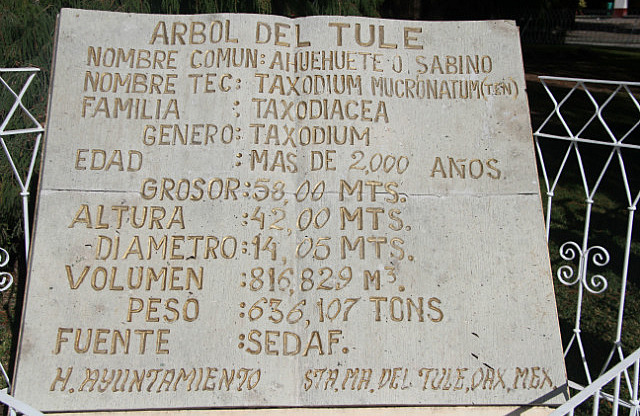 ARBOL DEL TULE
NOMBRE COMUN: AHUEHUETE O SABINO
NOMBRE TEC: TAXODIUM MUCRONATUM (TEN)
FAMILIA : TAXODIACEA
GENERO: TAXODIUM
EDAD : MAS DE 2,000 AÑOS.
GROSOR: 58,00 MTS.
ALTURA : 42,00 MTS.
DIAMETRO: 14,05 MTS.
VOLUMEN : 816,829 M³.
PESO : 636,107 TONS
FUENTE : SEDAF.
H. AYUNTAMIENTO STA. MA. DEL TULE, OAX. MEX.